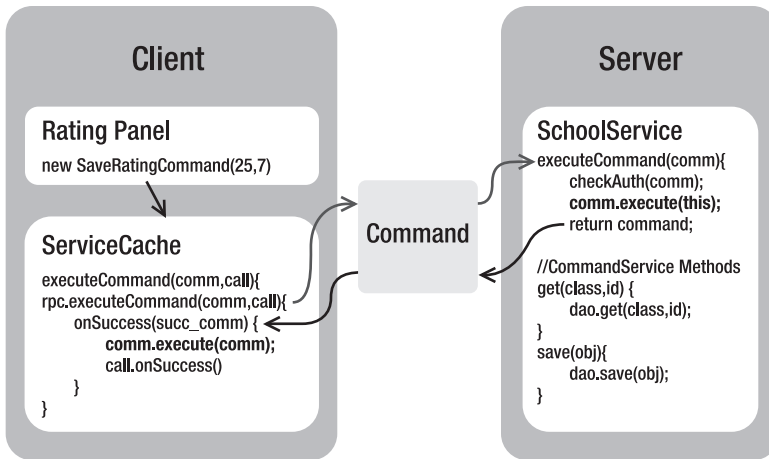 Client
Rating Panel
new SaveRatingCommand(25,7)
ServiceCache
executeCommand(comm,call){
rpc.executeCommand(comm,call){
onSuccess(succ_comm) {
comm.execute(comm);
call.onSuccess()
}
}
Command
Server
SchoolService
executeCommand(comm){
checkAuth(comm);
comm.execute(this);
return command;
//CommandService Methods
get(class,id) {
dao.get(class,id);
}
save(obj){
dao.save(obj);
}